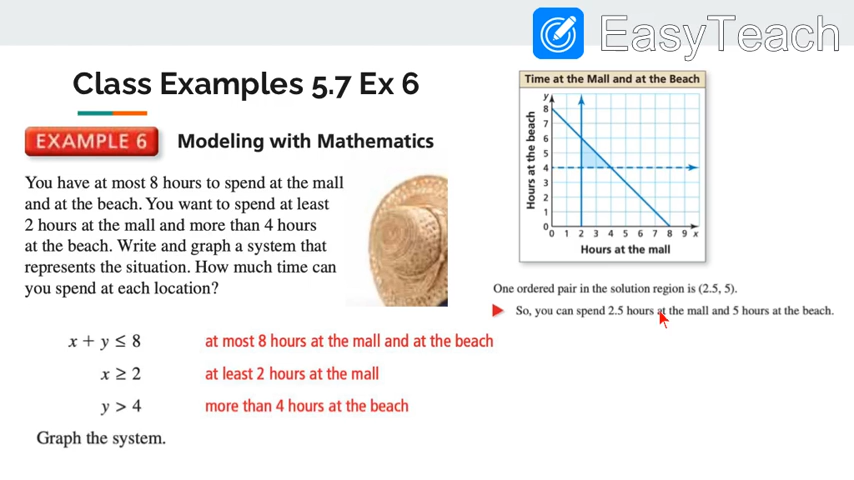 EasyTeach
Class Examples 5.7 Ex 6
EXAMPLE 6 Modeling with Mathematics
You have at most 8 hours to spend at the mall
and at the beach. You want to spend at least
2 hours at the mall and more than 4 hours
at the beach. Write and graph a system that
represents the situation. How much time can
you spend at each location?
x + y ≤ 8 at most 8 hours at the mall and at the beach
x ≥ 2 at least 2 hours at the mall
y > 4 more than 4 hours at the beach
Graph the system.
Time at the Mall and at the Beach
Hours at the beach
y
8
7
6
5
4
3
2
1
0
0 1 2 3 4 5 6 7 8 9 x
Hours at the mall
One ordered pair in the solution region is (2.5, 5).
So, you can spend 2.5 hours at the mall and 5 hours at the beach.